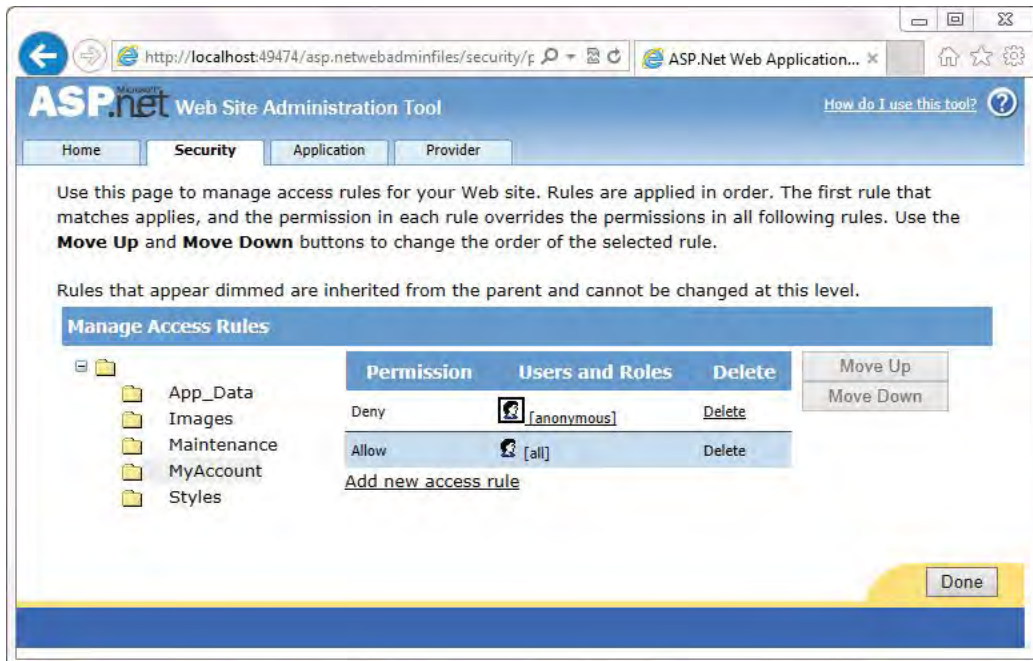 http://localhost:49474/asp.netwebadminfiles/security/p
ASP.Net Web Application... ×
Microsoft
ASP.net Web Site Administration Tool
How do I use this tool? ?
Home Security Application Provider
Use this page to manage access rules for your Web site. Rules are applied in order. The first rule that
matches applies, and the permission in each rule overrides the permissions in all following rules. Use the
Move Up and Move Down buttons to change the order of the selected rule.
Rules that appear dimmed are inherited from the parent and cannot be changed at this level.
Manage Access Rules
App_Data
Images
Maintenance
MyAccount
Styles
Permission Users and Roles Delete
Deny [anonymous] Delete
Allow [all] Delete
Add new access rule
Move Up
Move Down
Done